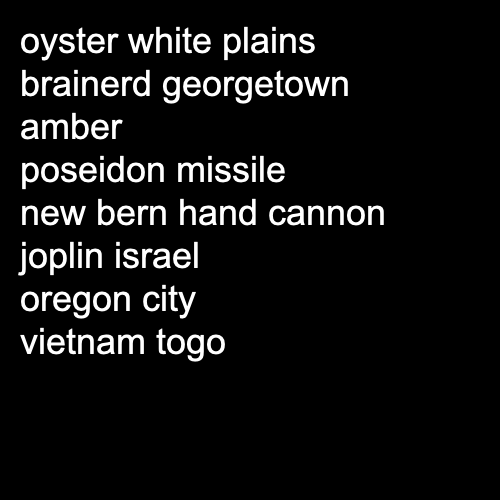 oyster white plains
brainerd georgetown
amber
poseidon missile
new bern hand cannon
joplin israel
oregon city
vietnam togo